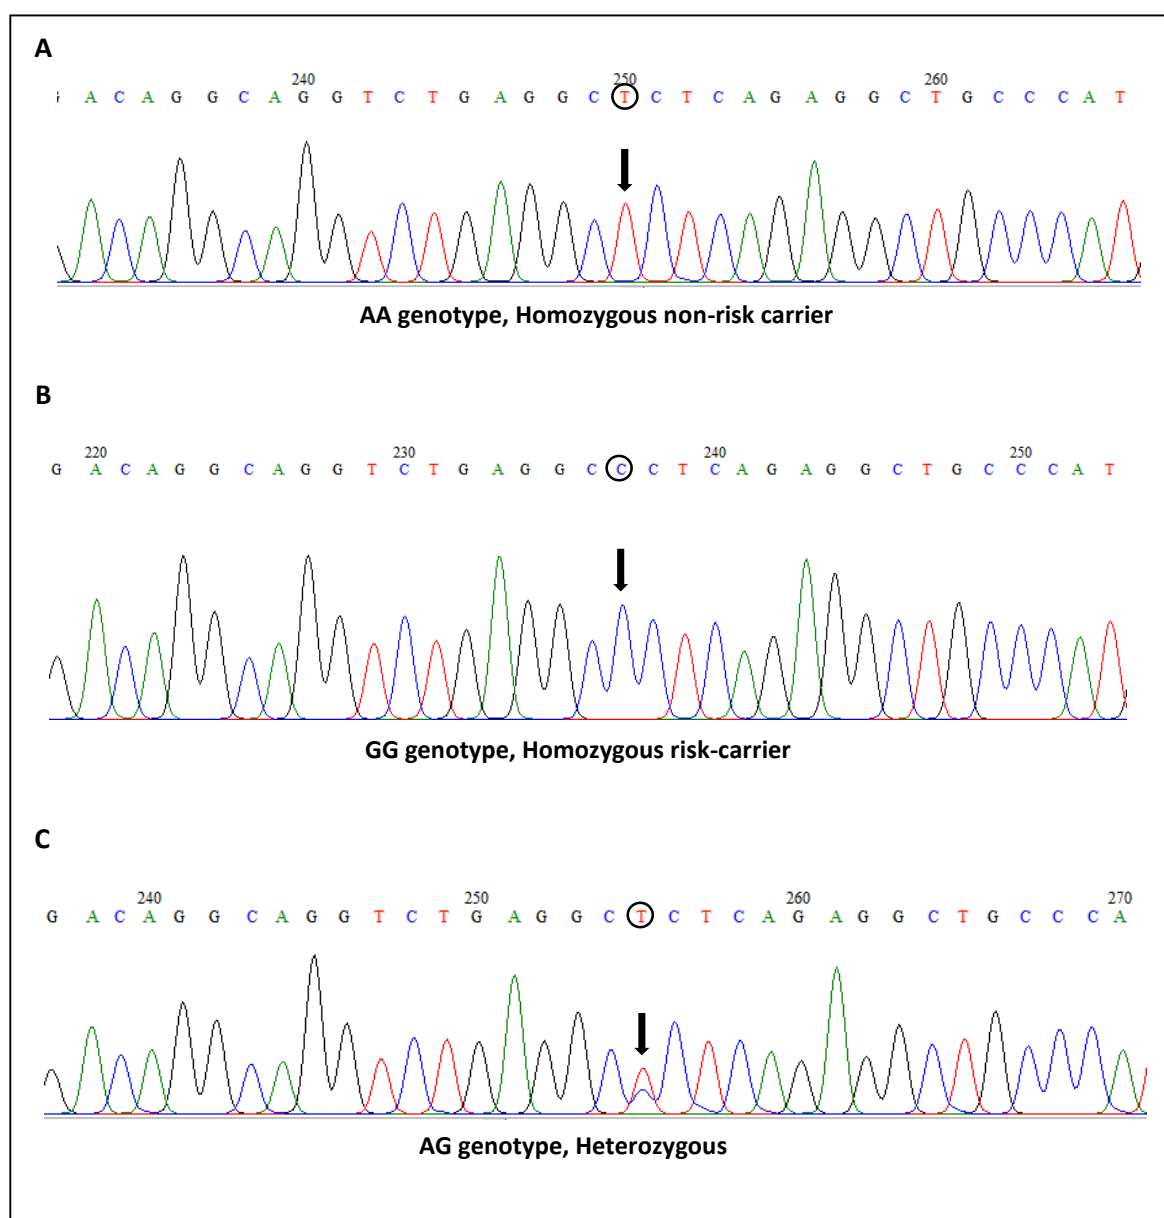 A
240 250 260
G A C A G G C A G G T C T G A G G C T C T C A G A G G C T G C C C A T
AA genotype, Homozygous non-risk carrier
B
220 230 240 250
G A C A G G C A G G T C T G A G G C C C T C A G A G G C T G C C C A T
GG genotype, Homozygous risk-carrier
C
240 250 260 270
G A C A G G C A G G T C T G A G G C T C T C A G A G G C T G C C C A
AG genotype, Heterozygous